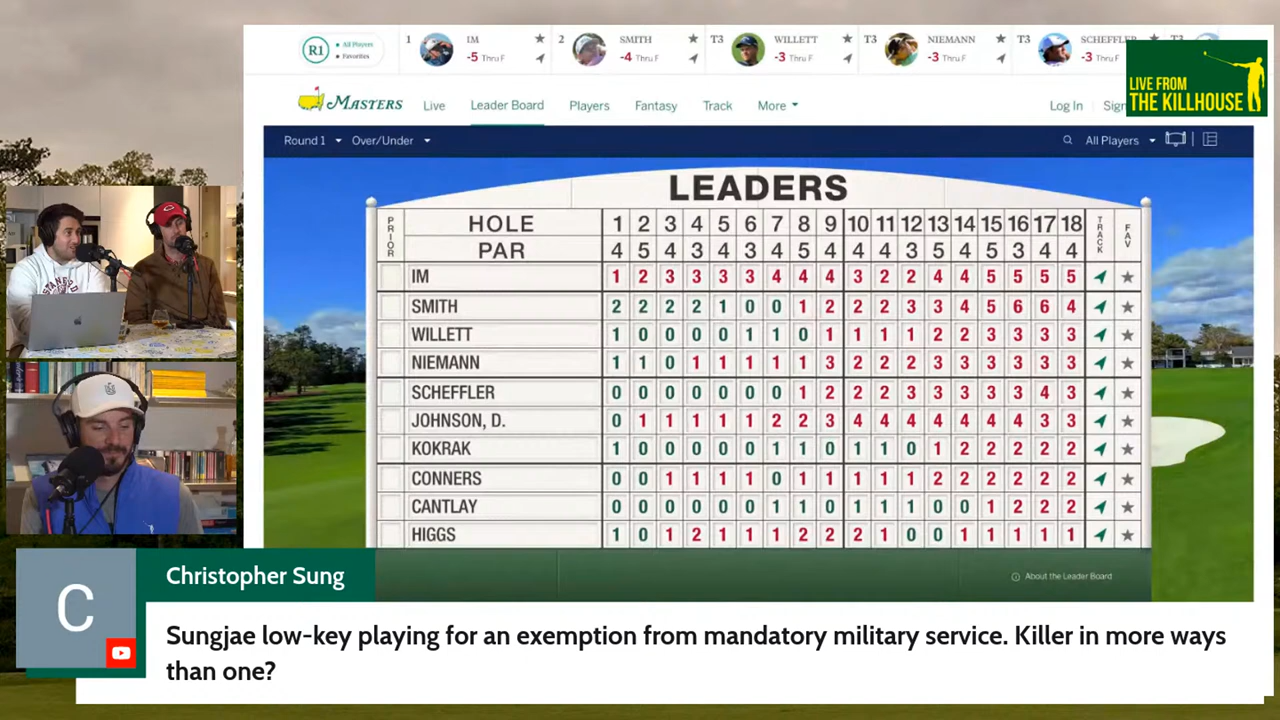 R1
★ All Players
★ Favorites
1 IM
-5 Thru F
2 SMITH
-4 Thru F
T3 WILLETT
-3 Thru F
T3 NIEMANN
-3 Thru F
T3 SCHEFFLER
-3 Thru F
LIVE FROM
THE KILLHOUSE
MASTERS Live Leader Board Players Fantasy Track More Log In
Round 1 Over/Under All Players
LEADERS
PRIOR HOLE 1 2 3 4 5 6 7 8 9 10 11 12 13 14 15 16 17 18 TRACK FAV
PAR 4 5 4 3 4 3 4 5 4 4 4 3 5 4 5 3 4 4
IM 1 2 3 3 3 3 4 4 4 3 2 2 4 4 5 5 5 5
SMITH 2 2 2 2 1 0 0 1 2 2 2 3 3 4 5 6 6 4
WILLETT 1 0 0 0 0 1 1 0 1 1 1 1 2 2 3 3 3 3
NIEMANN 1 1 0 1 1 1 1 1 3 2 2 2 2 2 3 3 3 3
SCHEFFLER 0 0 0 0 0 0 0 1 2 2 2 3 3 3 3 3 4 3
JOHNSON, D. 0 1 1 1 1 1 2 2 3 4 4 4 4 4 4 4 3 3
KOKRAK 1 0 0 0 0 0 1 1 0 1 1 0 1 2 2 2 2 2
CONNERS 0 0 1 1 1 1 0 1 1 1 1 1 2 2 2 2 2 2
CANTLAY 0 0 0 0 0 0 1 1 0 1 1 1 0 0 1 2 2 2
HIGGS 1 0 1 2 1 1 1 2 2 2 1 0 0 1 1 1 1 1
About the Leader Board
C
Christopher Sung
Sungjae low-key playing for an exemption from mandatory military service. Killer in more ways
than one?